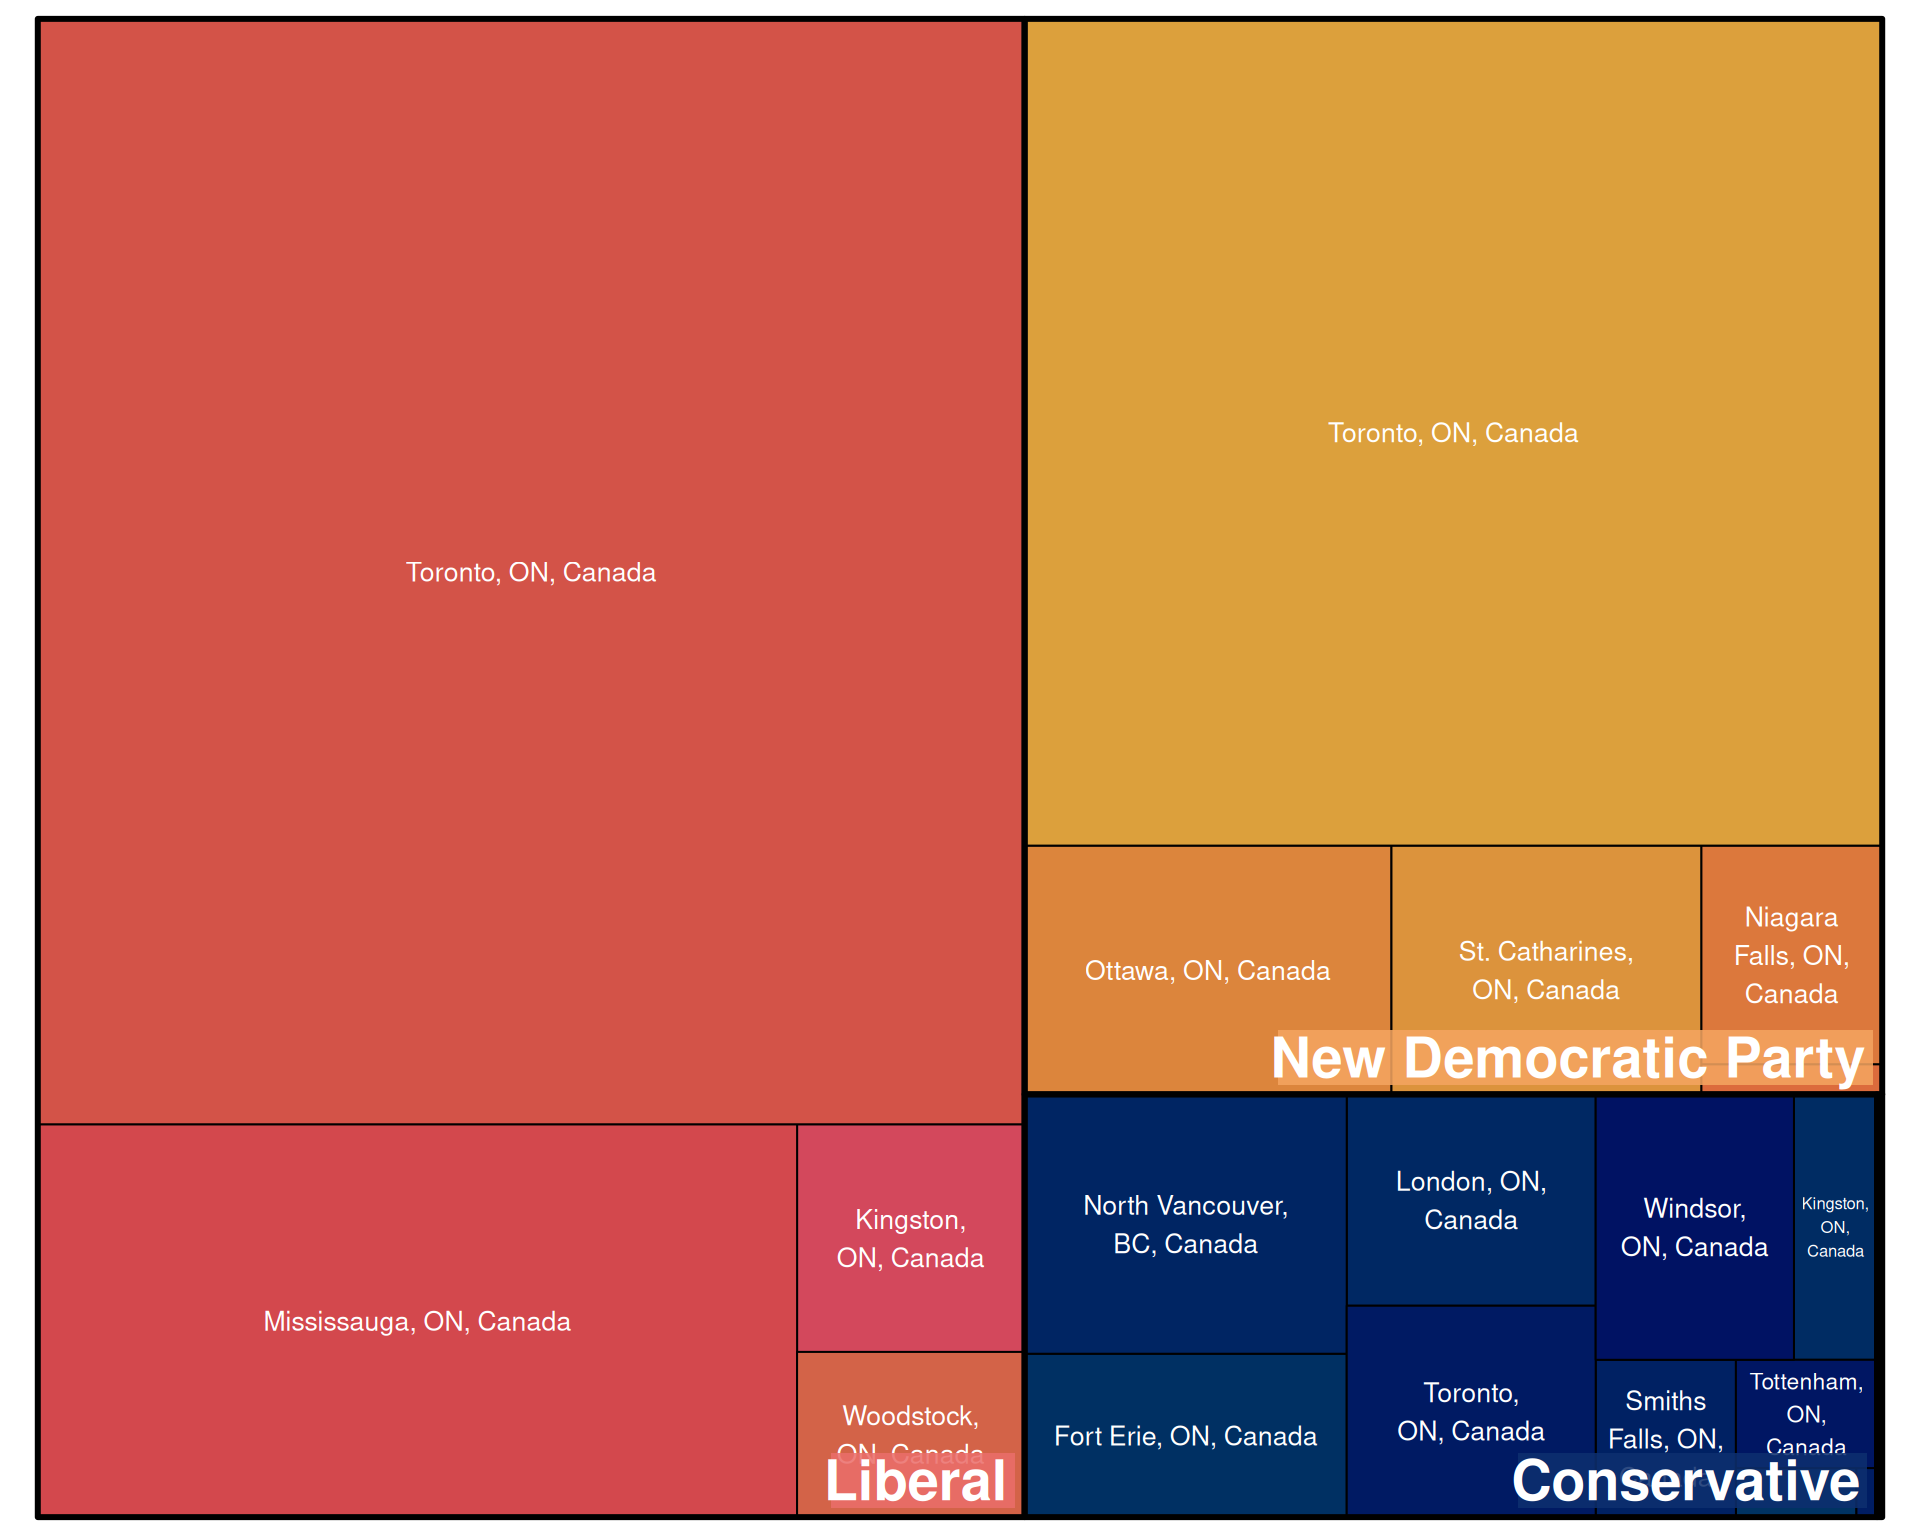 Toronto, ON, Canada
Mississauga, ON, Canada
Kingston,
ON, Canada
Woodstock,
ON, Canada
Liberal
Toronto, ON, Canada
Ottawa, ON, Canada
St. Catharines,
ON, Canada
Niagara
Falls, ON,
Canada
New Democratic Party
North Vancouver,
BC, Canada
Fort Erie, ON, Canada
London, ON,
Canada
Toronto,
ON, Canada
Windsor,
ON, Canada
Kingston,
ON,
Canada
Smiths
Falls, ON,
Tottenham,
ON,
Canada
Conservative